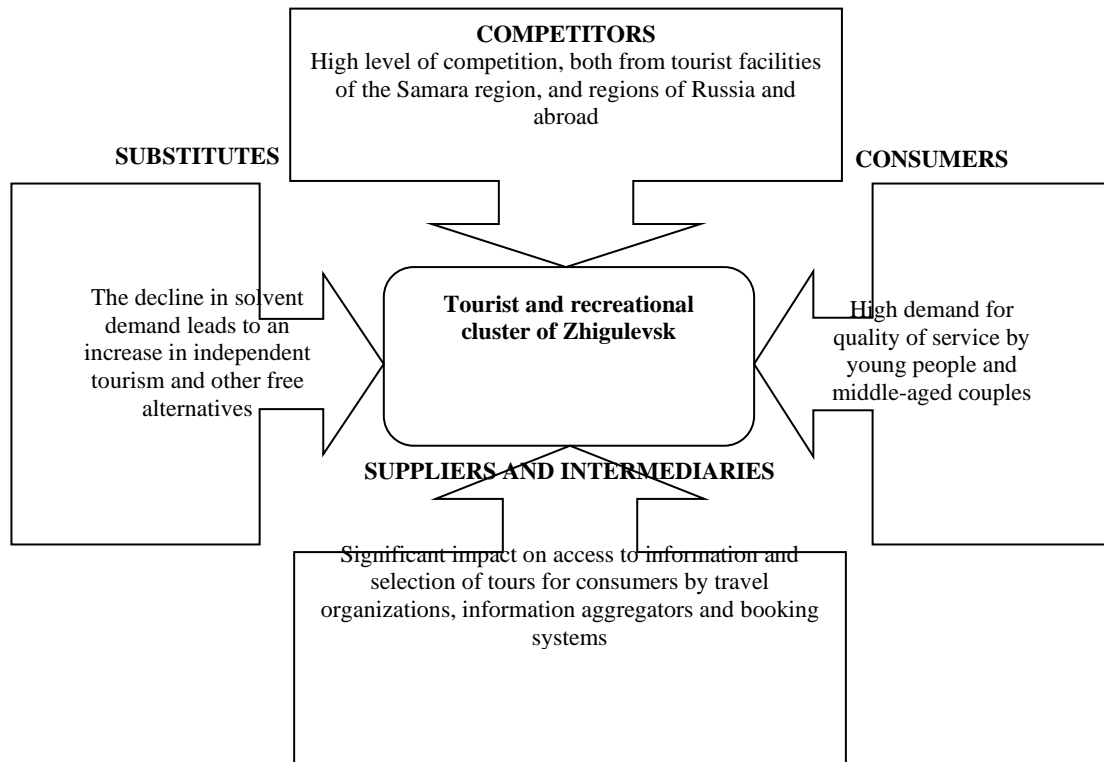 COMPETITORS
High level of competition, both from tourist facilities
of the Samara region, and regions of Russia and
abroad
SUBSTITUTES
CONSUMERS
The decline in solvent
demand leads to an
increase in independent
tourism and other free
alternatives
Tourist and recreational
cluster of Zhigulevsk
High demand for
quality of service by
young people and
middle-aged couples
SUPPLIERS AND INTERMEDIARIES
Significant impact on access to information and
selection of tours for consumers by travel
organizations, information aggregators and booking
systems